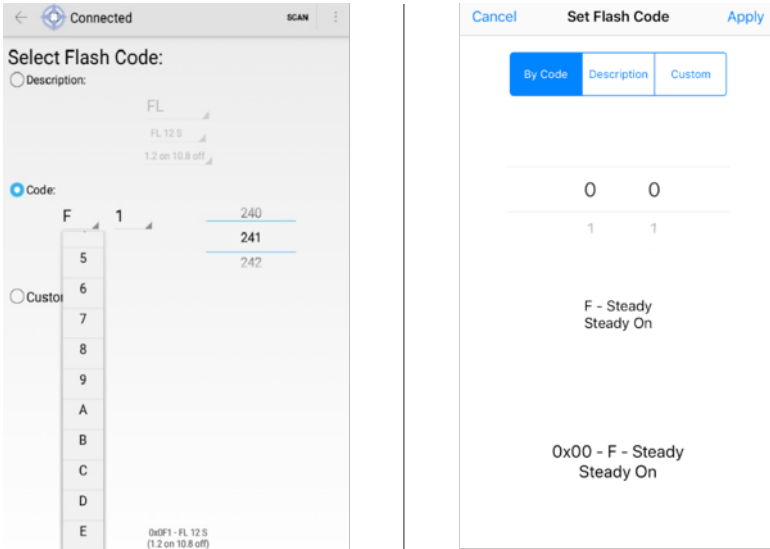 Connected
SCAN
Select Flash Code:
Description:
FL
FL 12 S
1.2 on 10.8 off
Code:
F 1
240
241
242
5
Custo
6
7
8
9
A
B
C
D
E
0x0F1 - FL 12 S
(1.2 on 10.8 off)
Cancel Set Flash Code Apply
By Code Description Custom
0 0
1 1
F - Steady
Steady On
0x00 - F - Steady
Steady On